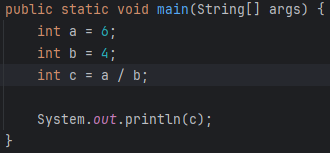 public static void main(String[] args) {
    int a = 6;
    int b = 4;
    int c = a / b;

    System.out.println(c);
}